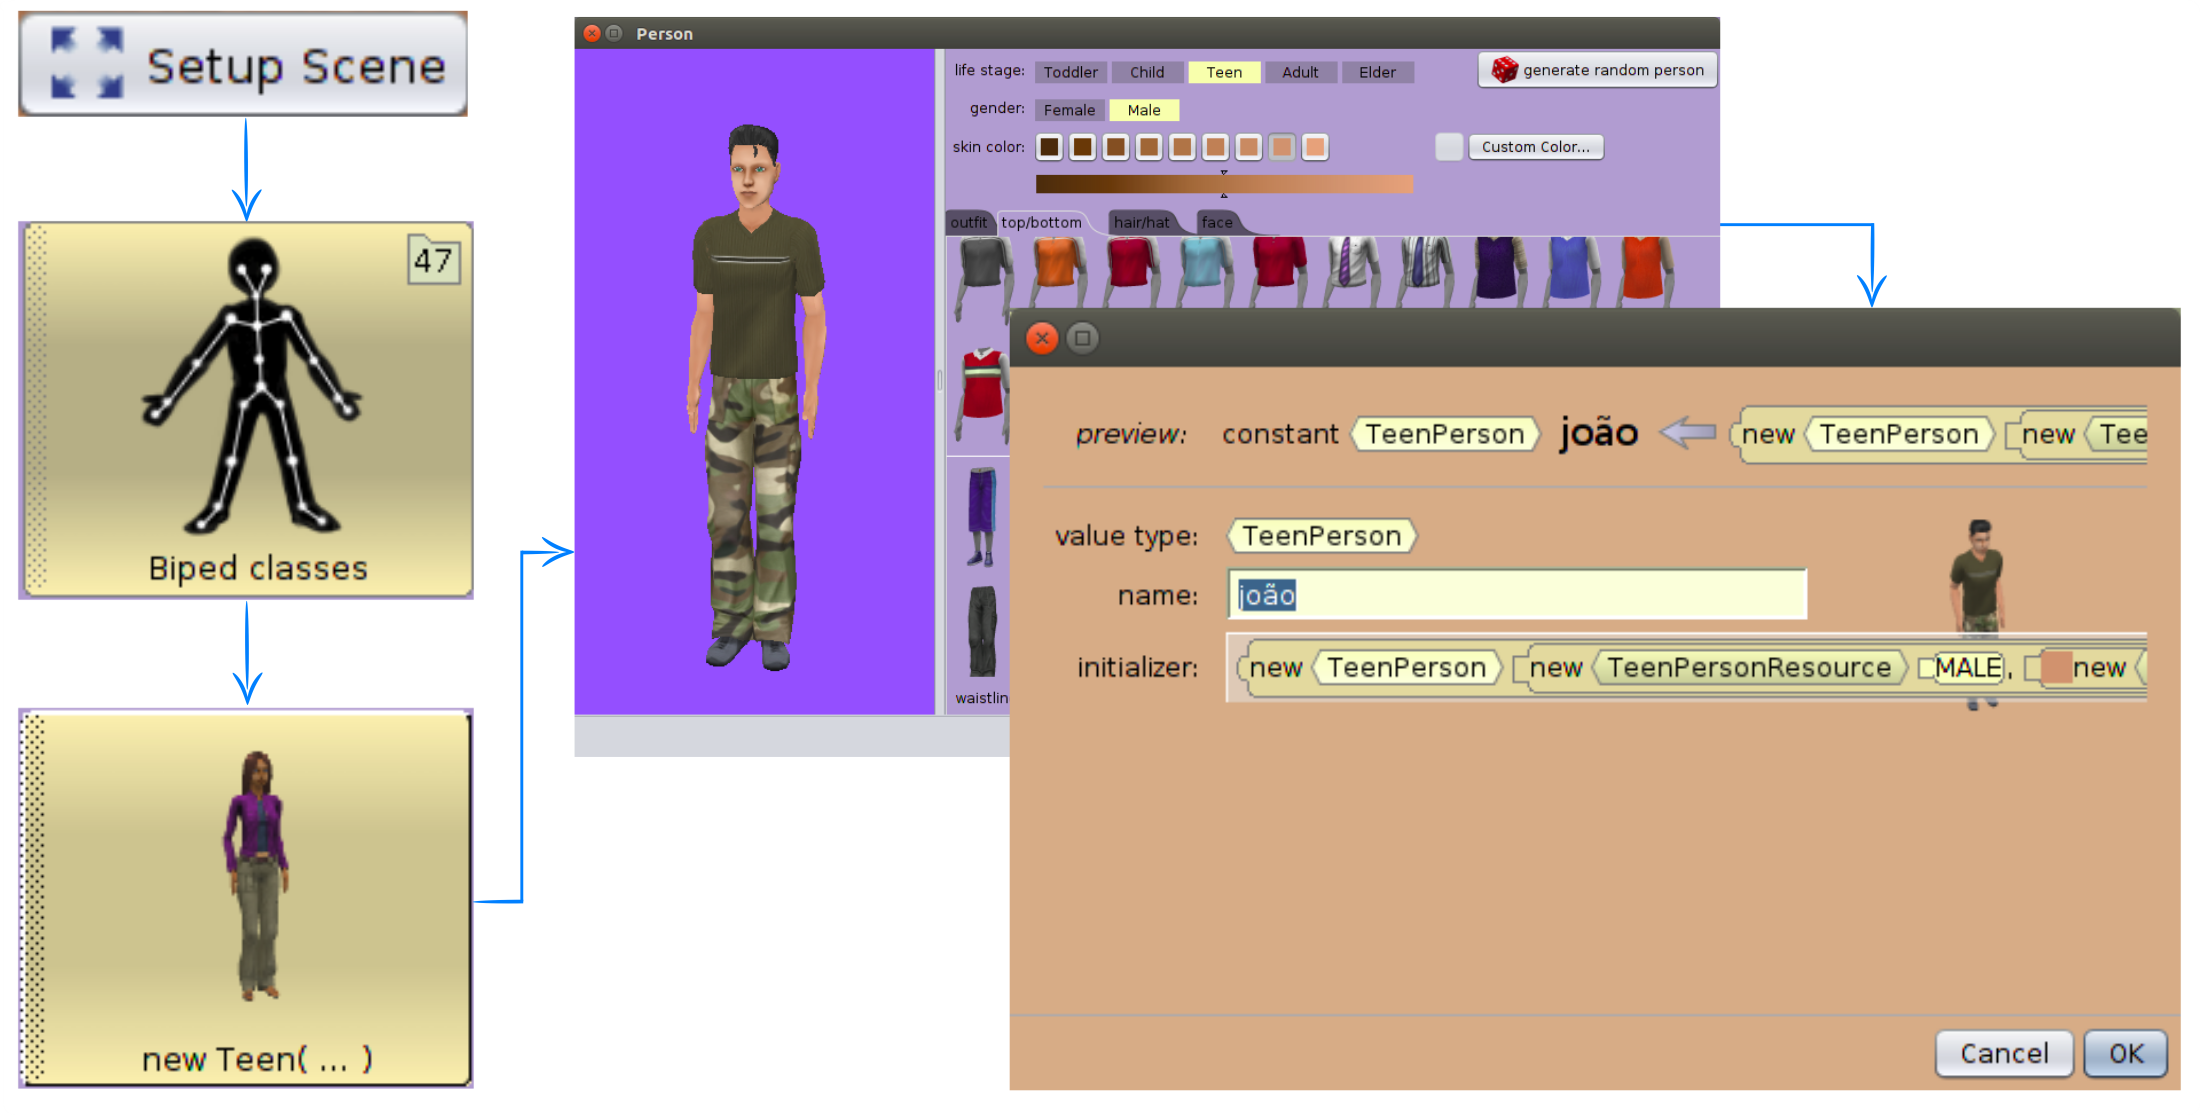 Setup Scene
47
Biped classes
new Teen( ... )
Person
life stage: Toddler Child Teen Adult Elder
generate random person
gender: Female Male
skin color: Custom Color...
outfit top/bottom hair/hat face
preview: constant TeenPerson joão new TeenPerson new Tee
value type: TeenPerson
name: joão
initializer: new TeenPerson new TeenPersonResource MALE, new
waistlin
Cancel OK